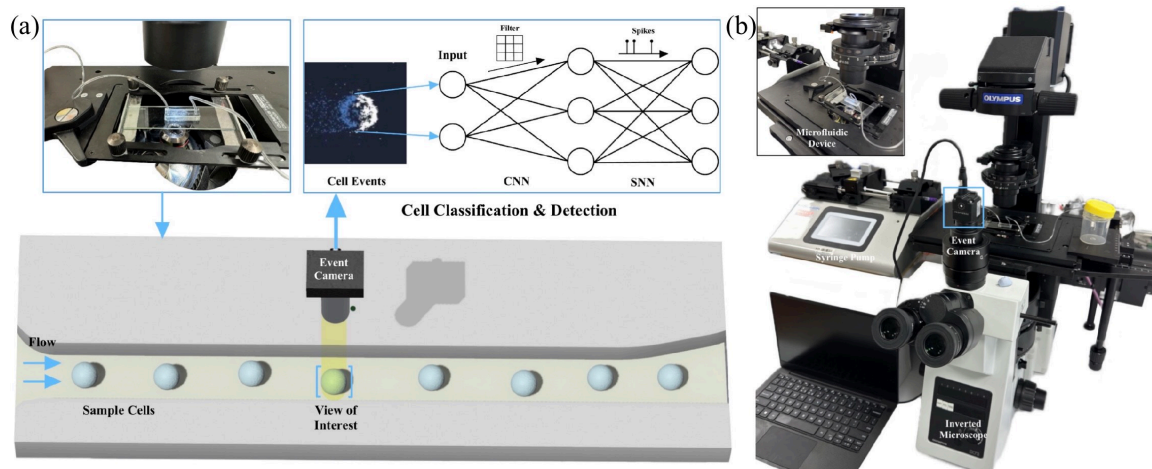 (a)
Input
Filter
Spikes
Cell Events
CNN
SNN
Cell Classification & Detection
Event
Camera
Flow
Sample Cells
View of
Interest
(b)
Microfluidic
Device
OLYMPUS
Syringe Pump
Event
Camera
Inverted
Microscope